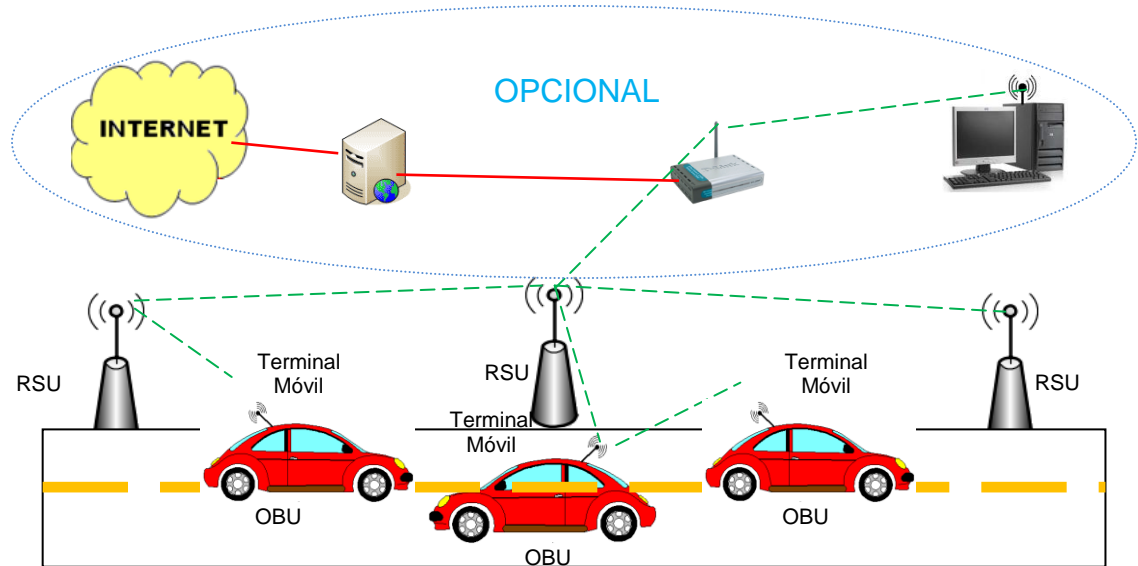 OPCIONAL
INTERNET
RSU
Terminal
Móvil
RSU
Terminal
Móvil
Terminal
Móvil
RSU
OBU
OBU
OBU